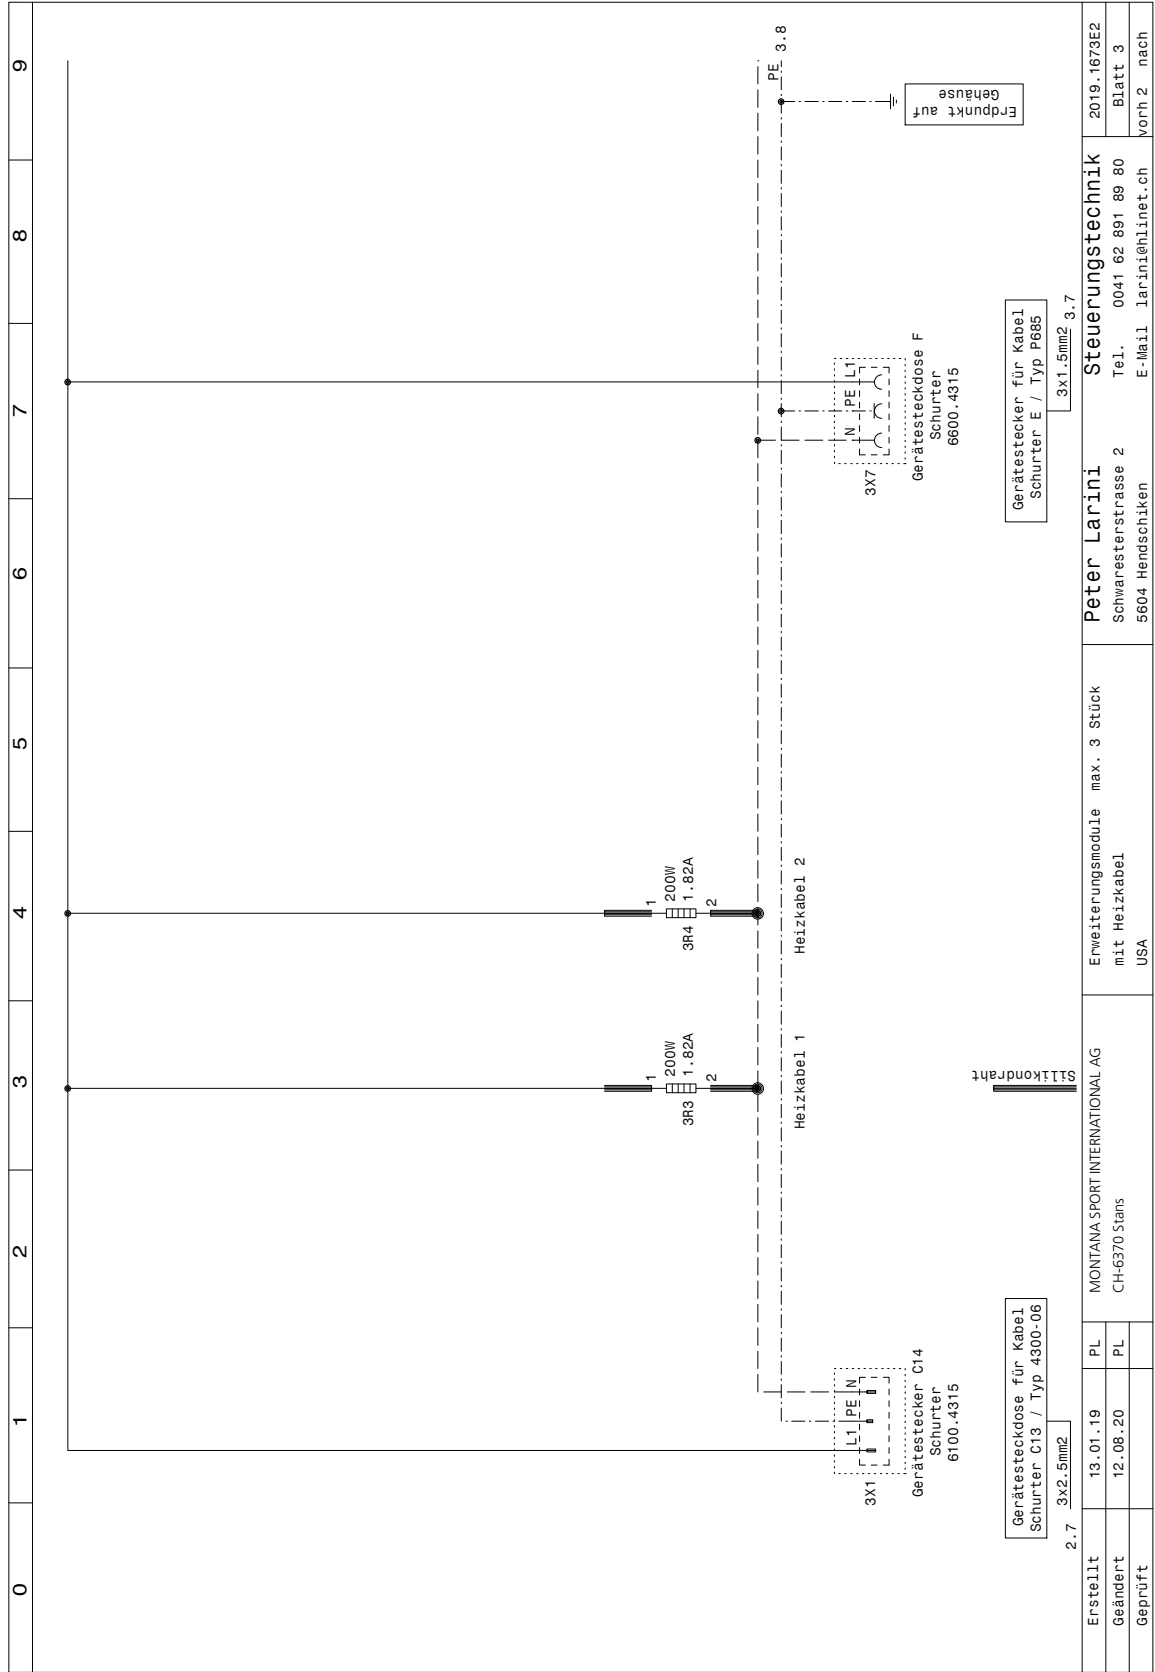 0 1 2 3 4 5 6 7 8 9
PE 3.8
Erdpunkt auf
Gehäuse
1
200W
3R3
1.82A
2
Heizkabel 1
1
200W
3R4
1.82A
2
Heizkabel 2
L1 PE N
3X1
Gerätestecker C14
Schurter
6100.4315
N PE L1
3X7
Gerätesteckdose F
Schurter
6600.4315
Silikondraht
Gerätesteckdose für Kabel
Schurter C13 / Typ 4300-06
2.7 3x2.5mm2
Gerätestecker für Kabel
Schurter E / Typ P685
3x1.5mm2 3.7
Erstellt 13.01.19 PL
Geändert 12.08.20 PL
Geprüft
MONTANA SPORT INTERNATIONAL AG
CH-6370 Stans
Erweiterungsmodule max. 3 Stück
mit Heizkabel
USA
Peter Larini Steuerungstechnik
Schwaresterstrasse 2 Tel. 0041 62 891 89 80
5604 Hendschiken E-Mail larini@hlinet.ch
2019.1673E2
Blatt 3
vorh 2 nach